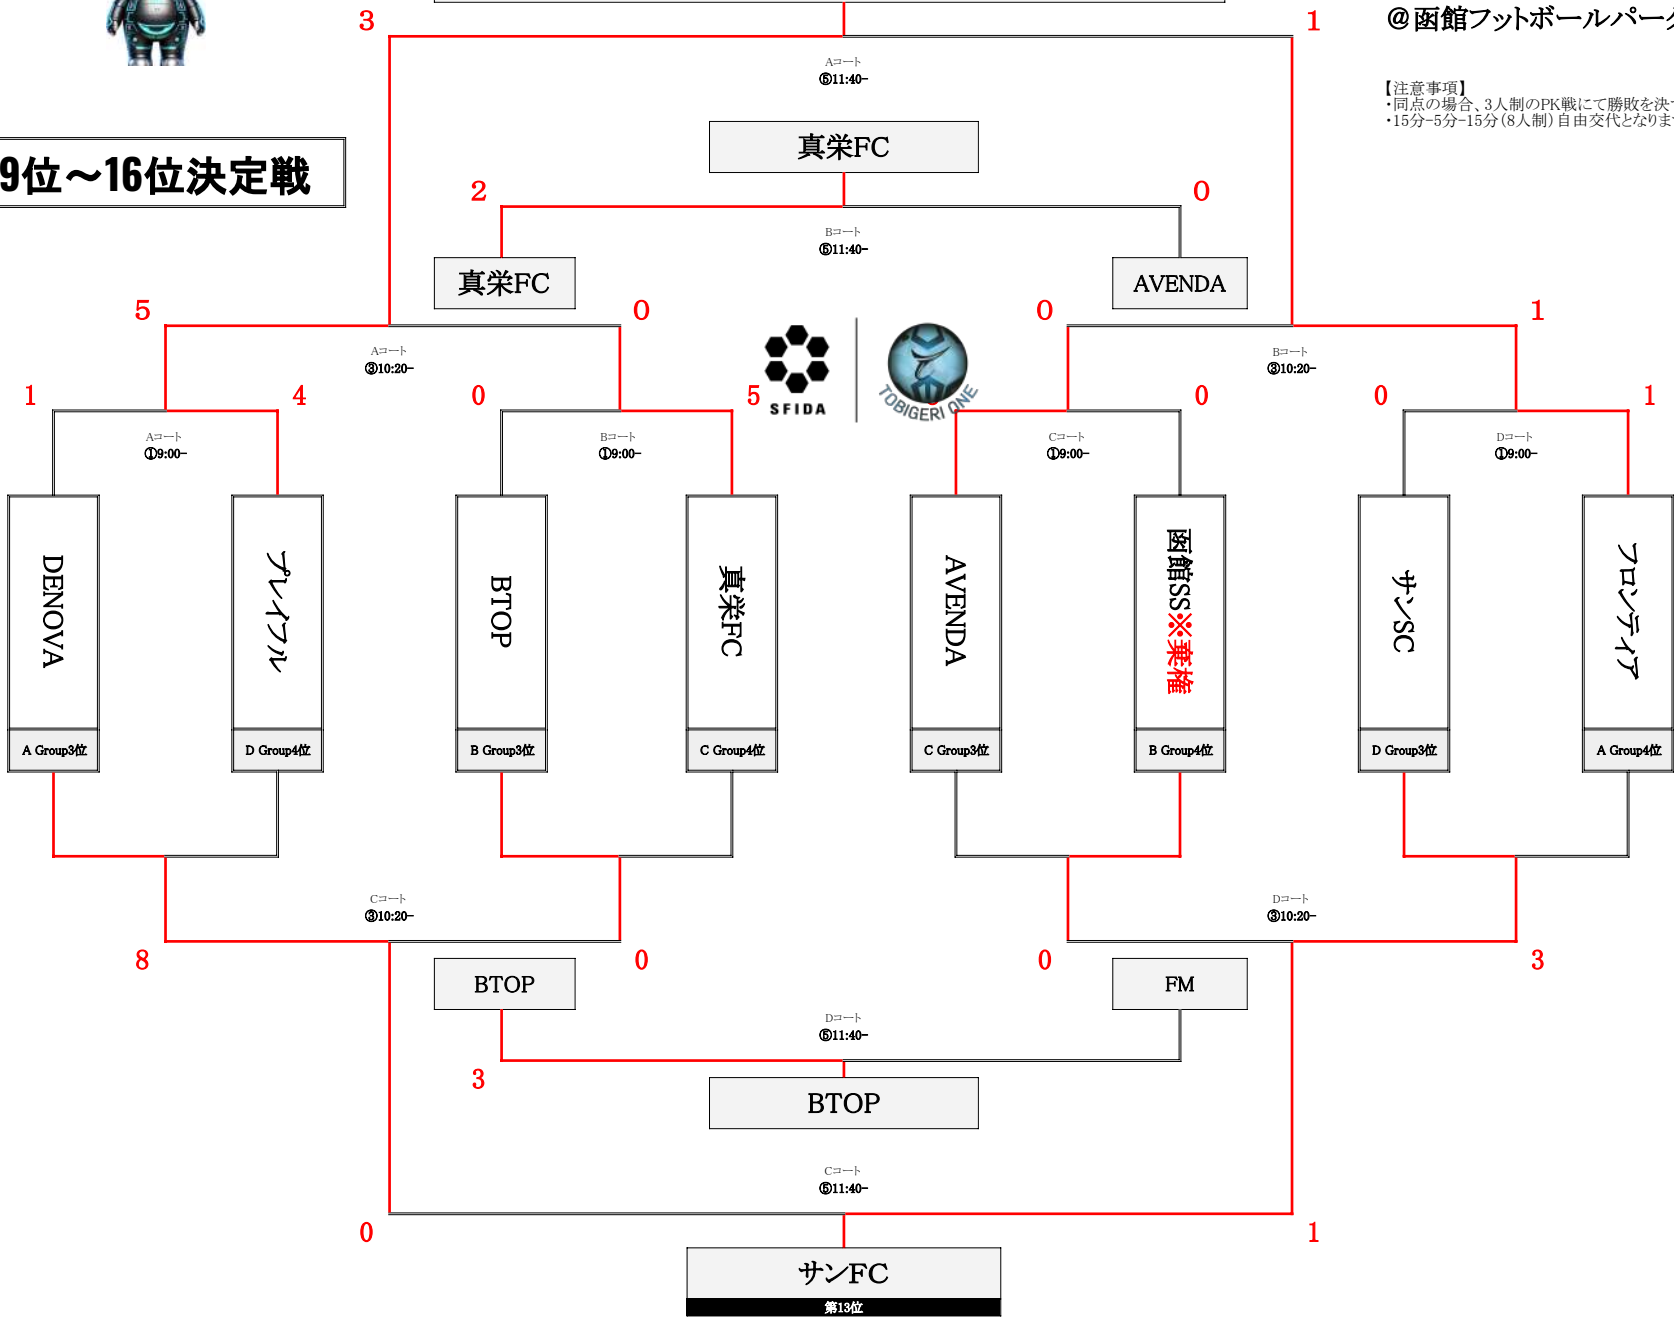 3
1
@函館フットボールパーク
Aコート
⑤11:40-
【注意事項】
・同点の場合、3人制のPK戦にて勝敗を決
・15分-5分-15分(8人制)自由交代となりま
真栄FC
9位～16位決定戦
2
0
Bコート
⑤11:40-
真栄FC
AVENDA
5
0
0
1
Aコート
③10:20-
Bコート
③10:20-
1
4
0
5
SFIDA
TOBIGERI ONE
0
0
1
Aコート
①9:00-
Bコート
①9:00-
Cコート
①9:00-
Dコート
①9:00-
DENOVA
プレイフル
BTOP
真栄FC
AVENDA
函館SS※棄権
サンSC
フロンティア
A Group3位
D Group4位
B Group3位
C Group4位
C Group3位
B Group4位
D Group3位
A Group4位
Cコート
③10:20-
Dコート
③10:20-
8
0
0
3
BTOP
FM
Dコート
⑤11:40-
3
BTOP
Cコート
⑤11:40-
0
1
サンFC
第13位